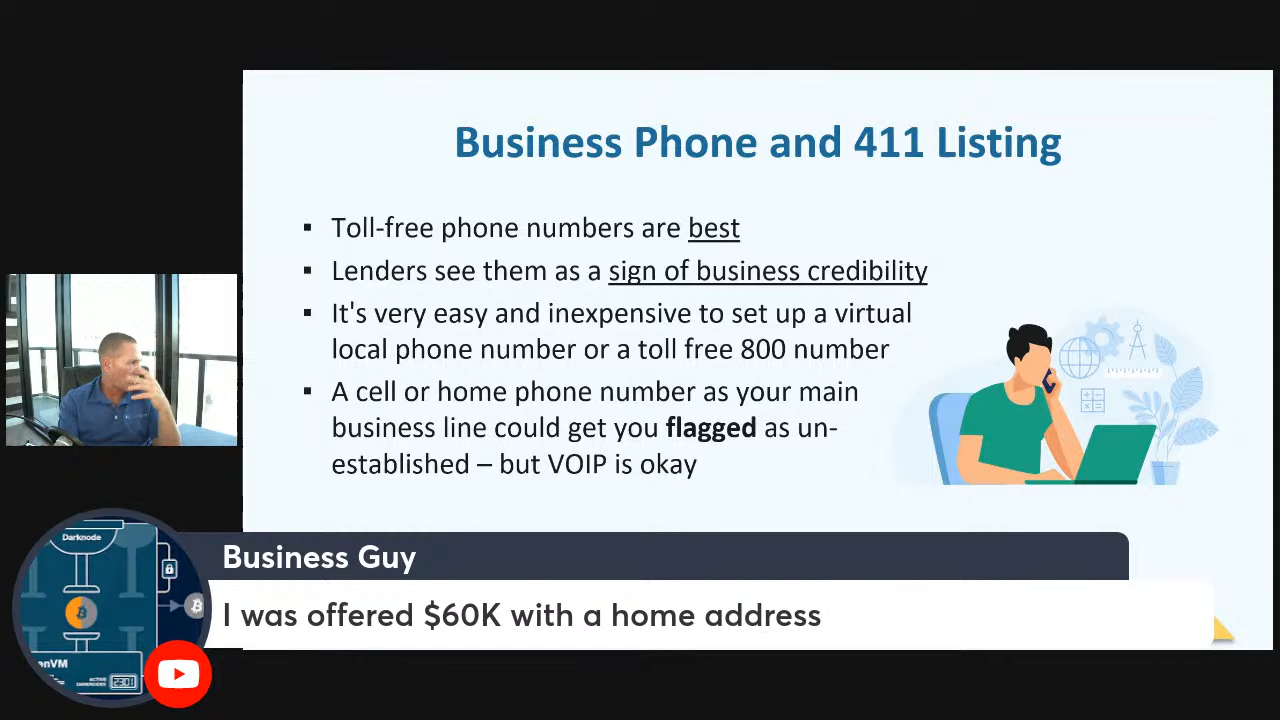 Business Phone and 411 Listing
▪ Toll-free phone numbers are best
▪ Lenders see them as a sign of business credibility
▪ It's very easy and inexpensive to set up a virtual
local phone number or a toll free 800 number
▪ A cell or home phone number as your main
business line could get you flagged as un-
established – but VOIP is okay
Darknode
Business Guy
I was offered $60K with a home address
enVM
ACTIVE
DARKNODES